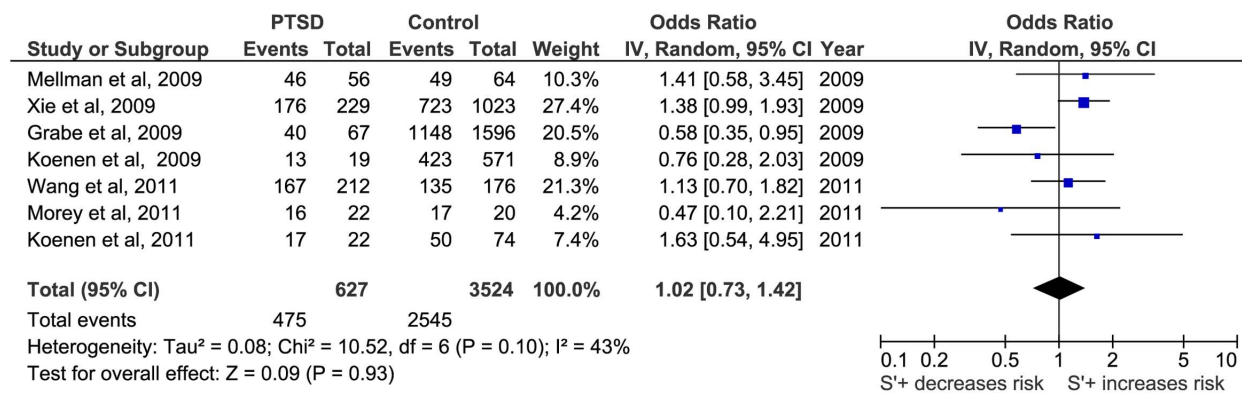 PTSD Control Odds Ratio Odds Ratio
Study or Subgroup Events Total Events Total Weight IV, Random, 95% CI Year IV, Random, 95% CI
Mellman et al, 2009 46 56 49 64 10.3% 1.41 [0.58, 3.45] 2009
Xie et al, 2009 176 229 723 1023 27.4% 1.38 [0.99, 1.93] 2009
Grabe et al, 2009 40 67 1148 1596 20.5% 0.58 [0.35, 0.95] 2009
Koenen et al, 2009 13 19 423 571 8.9% 0.76 [0.28, 2.03] 2009
Wang et al, 2011 167 212 135 176 21.3% 1.13 [0.70, 1.82] 2011
Morey et al, 2011 16 22 17 20 4.2% 0.47 [0.10, 2.21] 2011
Koenen et al, 2011 17 22 50 74 7.4% 1.63 [0.54, 4.95] 2011
Total (95% CI) 627 3524 100.0% 1.02 [0.73, 1.42]
Total events 475 2545
Heterogeneity: Tau² = 0.08; Chi² = 10.52, df = 6 (P = 0.10); I² = 43%
Test for overall effect: Z = 0.09 (P = 0.93)
0.1 0.2 0.5 1 2 5 10
S'+ decreases risk S'+ increases risk